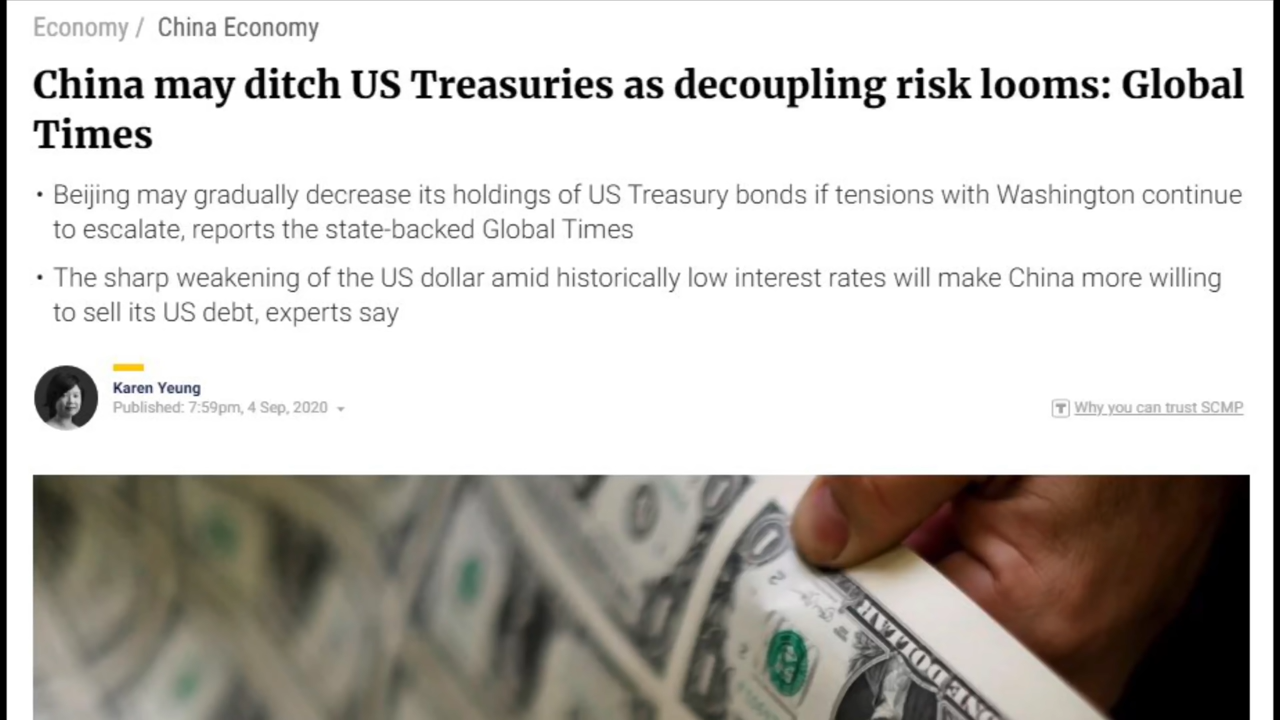 Economy / China Economy
China may ditch US Treasuries as decoupling risk looms: Global
Times
• Beijing may gradually decrease its holdings of US Treasury bonds if tensions with Washington continue
to escalate, reports the state-backed Global Times
• The sharp weakening of the US dollar amid historically low interest rates will make China more willing
to sell its US debt, experts say
Karen Yeung
Published: 7:59pm, 4 Sep, 2020
T Why you can trust SCMP
ONE DOLLAR